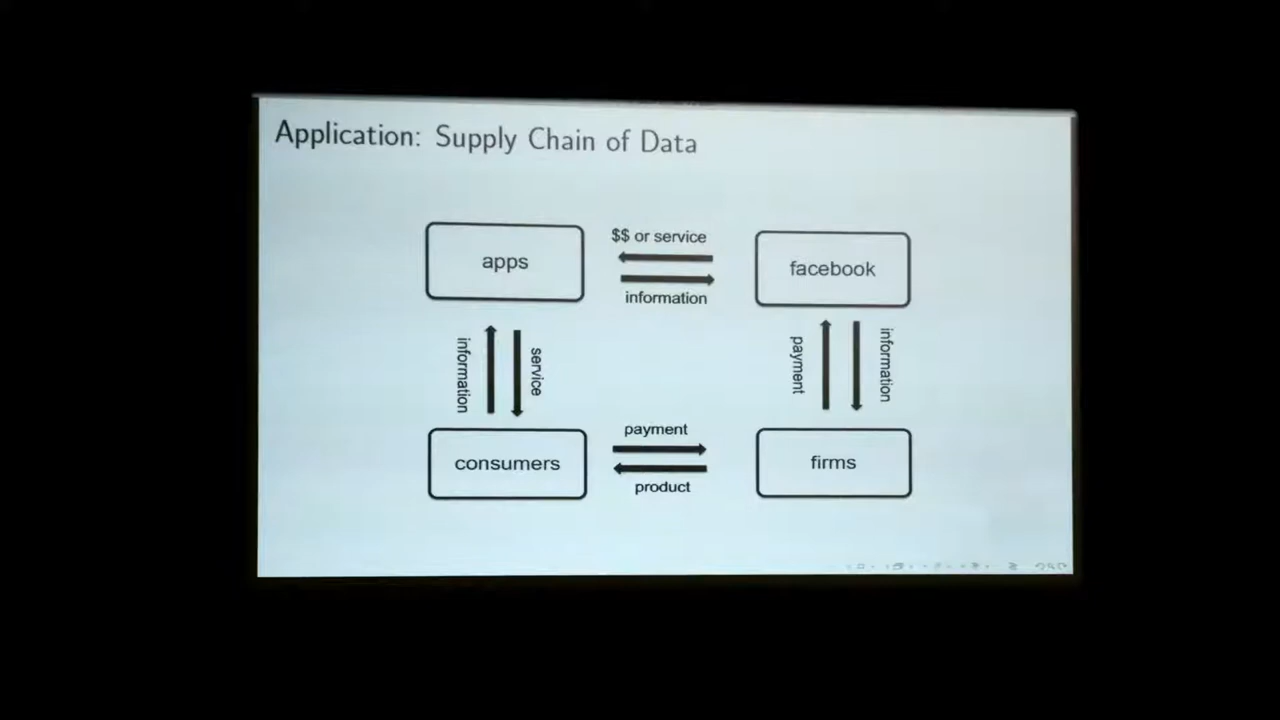 Application: Supply Chain of Data
$$ or service
apps
facebook
information
information
service
payment
information
payment
consumers
firms
product